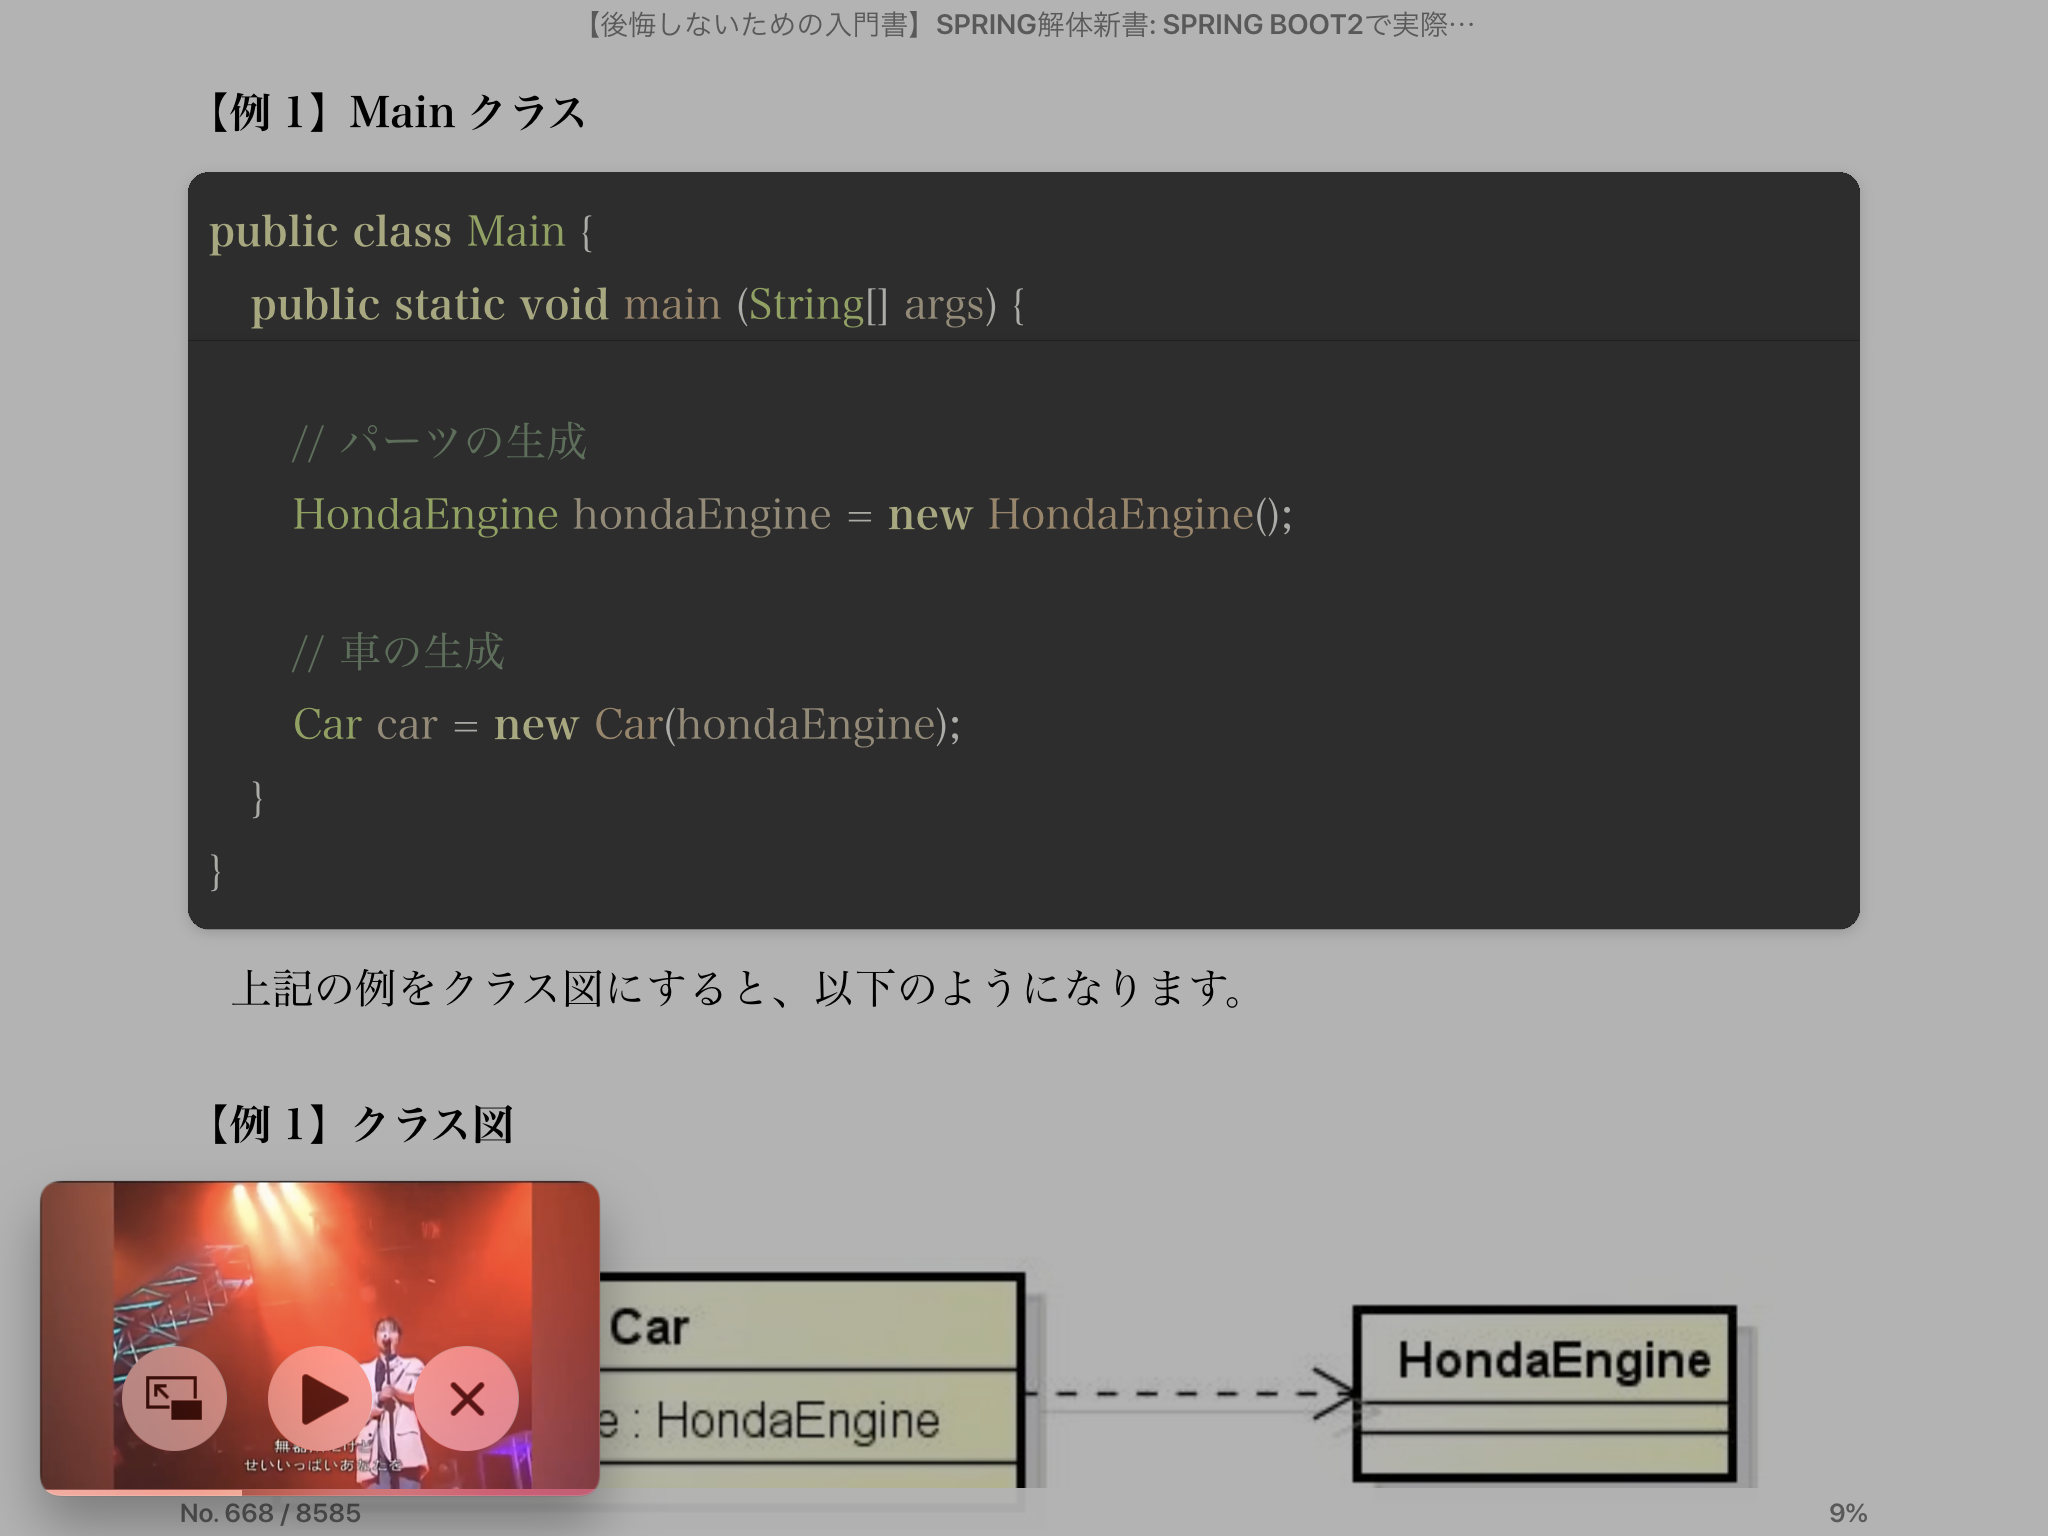 【後悔しないための入門書】SPRING解体新書: SPRING BOOT2で実際…
【例 1】Main クラス
public class Main {
public static void main (String[] args) {
// パーツの生成
HondaEngine hondaEngine = new HondaEngine();
// 車の生成
Car car = new Car(hondaEngine);
}
}
上記の例をクラス図にすると、以下のようになります。
【例 1】クラス図
Car
e : HondaEngine
HondaEngine
せいいっぱいあなたを
No. 668 / 8585
9%